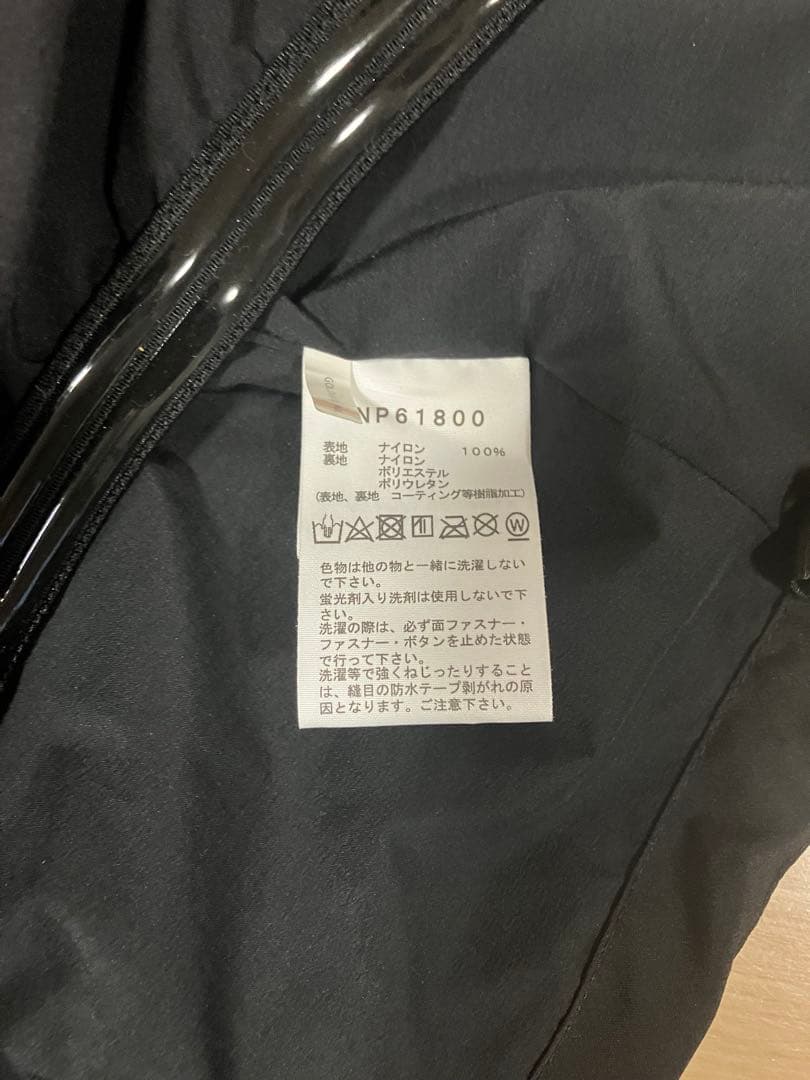 NP61800
表地 ナイロン 100%
裏地 ナイロン
ポリエステル
ポリウレタン
(表地、裏地 コーティング等樹脂加工)
W
色物は他の物と一緒に洗濯しない
で下さい。
蛍光剤入り洗剤は使用しないで下
さい。
洗濯の際は、必ず面ファスナー・
ファスナー・ボタンを止めた状態
で行って下さい。
洗濯等で強くねじったりすること
は、縫目の防水テープ剥がれの原
因となります。ご注意下さい。